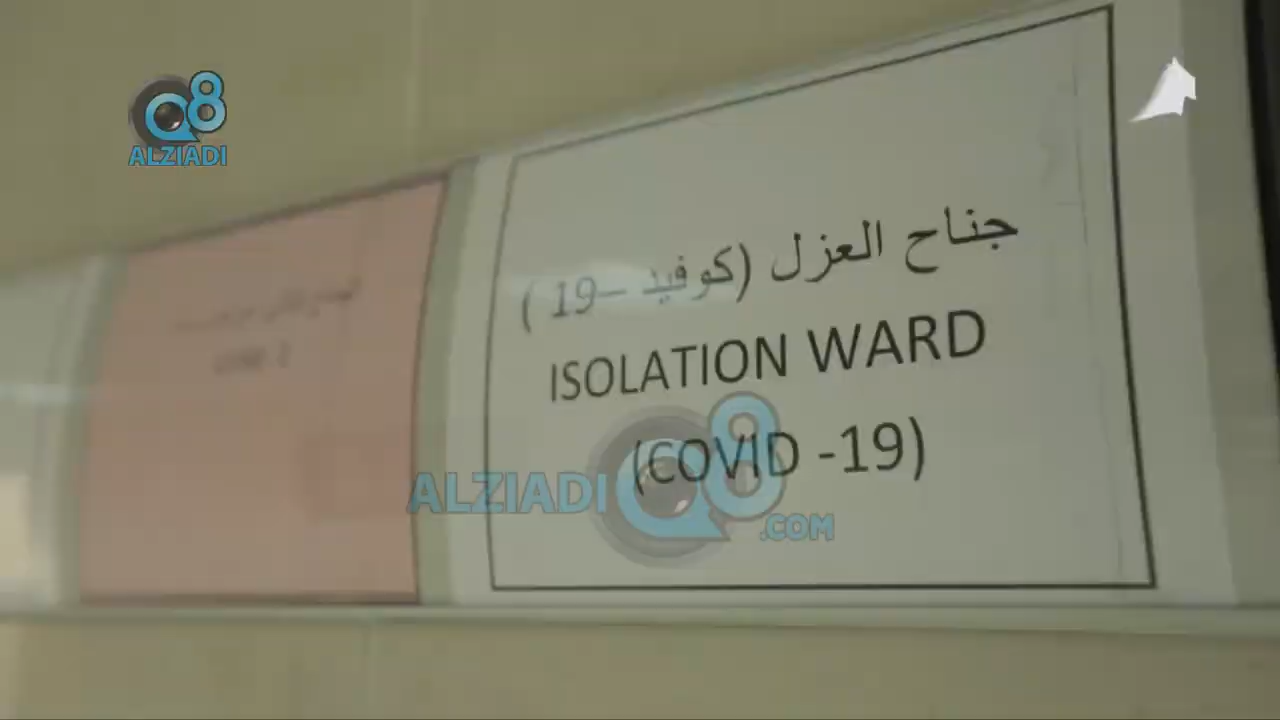 Q8
ALZIADI
جناح العزل (كوفيد –19 )
ISOLATION WARD
(COVID -19)
ALZIADI Q8
.COM